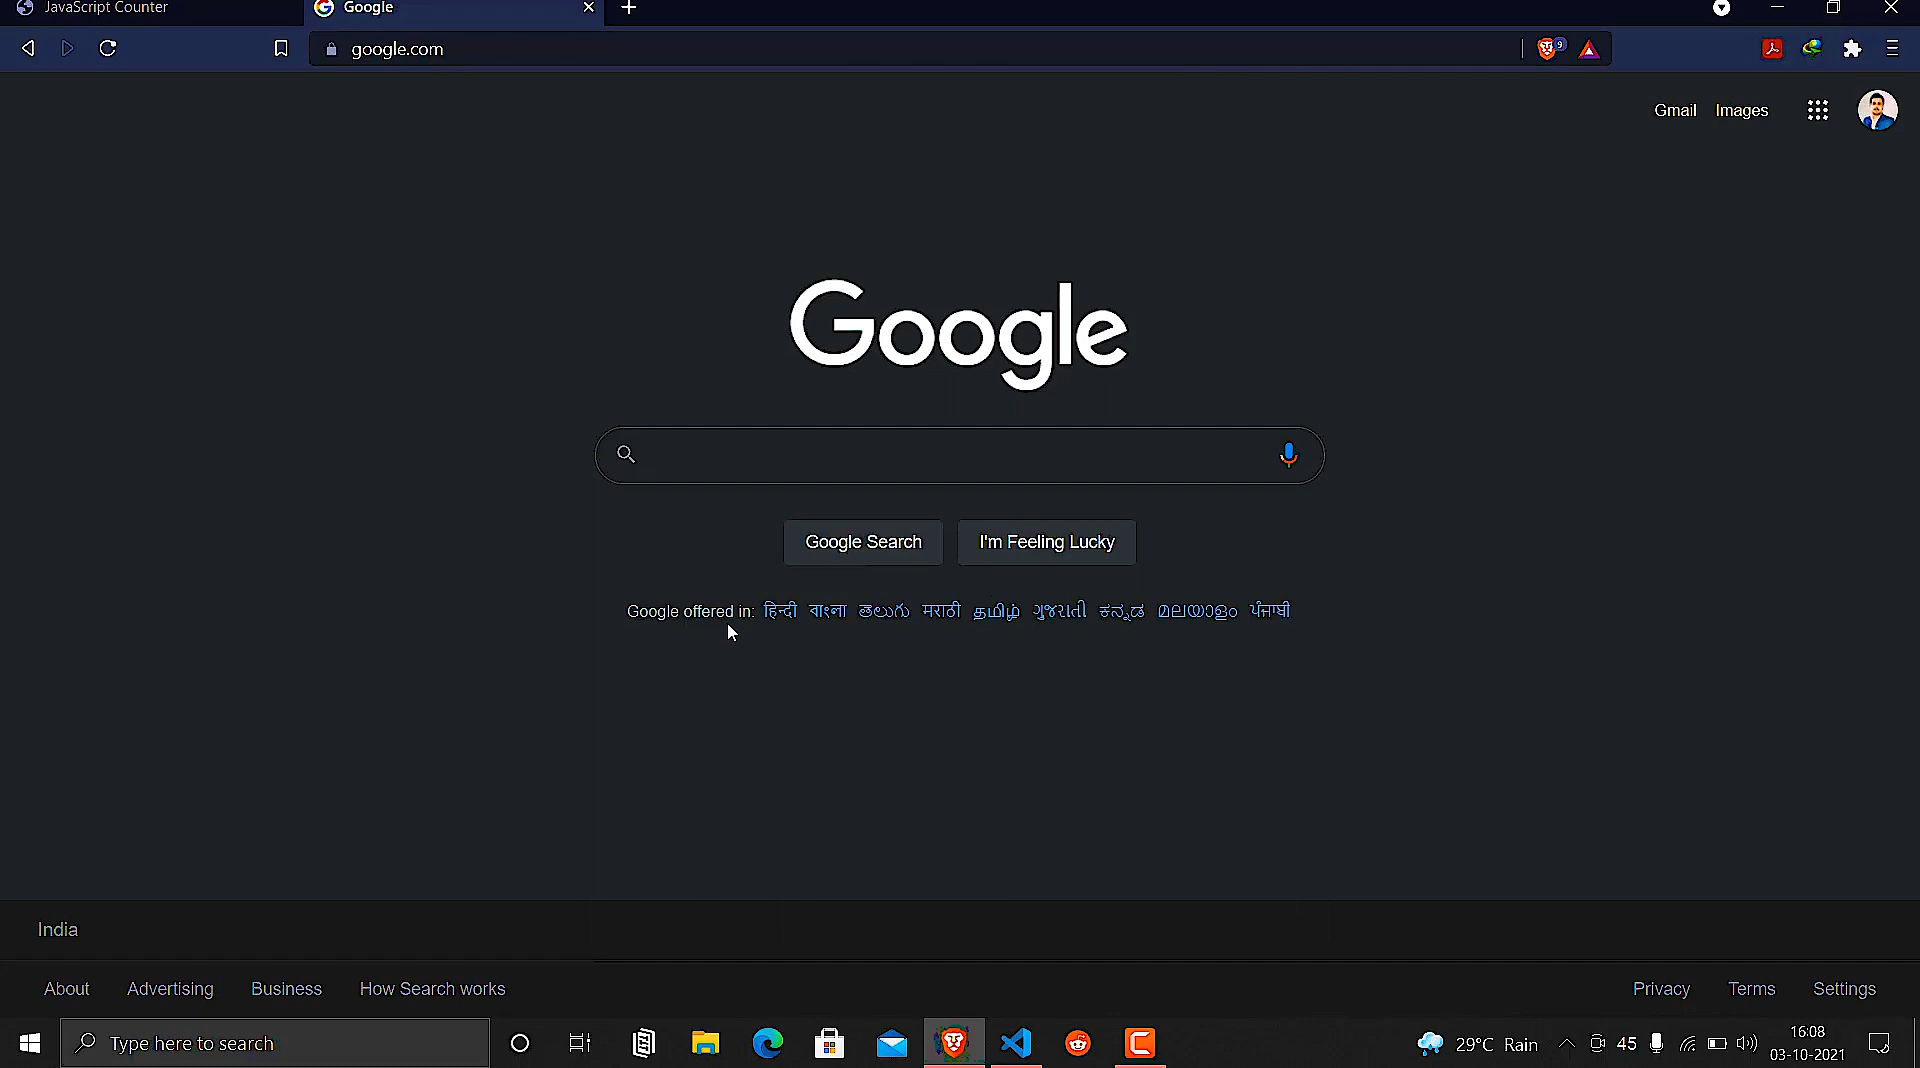 JavaScript Counter
Google
google.com
9
Gmail Images
Google
Google Search I'm Feeling Lucky
Google offered in: हिन्दी বাংলা తెలుగు मराठी தமிழ் ગુજરાતી ಕನ್ನಡ മലയാളം ਪੰਜਾਬੀ
India
About Advertising Business How Search works Privacy Terms Settings
Type here to search 29°C Rain 45 16:08
03-10-2021